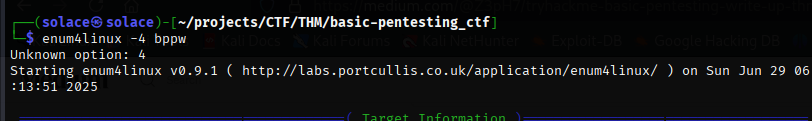 ┌──(solace㉿solace)-[~/projects/CTF/THM/basic-pentesting_ctf]
└─$ enum4linux -4 bppw
Unknown option: 4
Starting enum4linux v0.9.1 ( http://labs.portcullis.co.uk/application/enum4linux/ ) on Sun Jun 29 06
:13:51 2025
( Target Information )